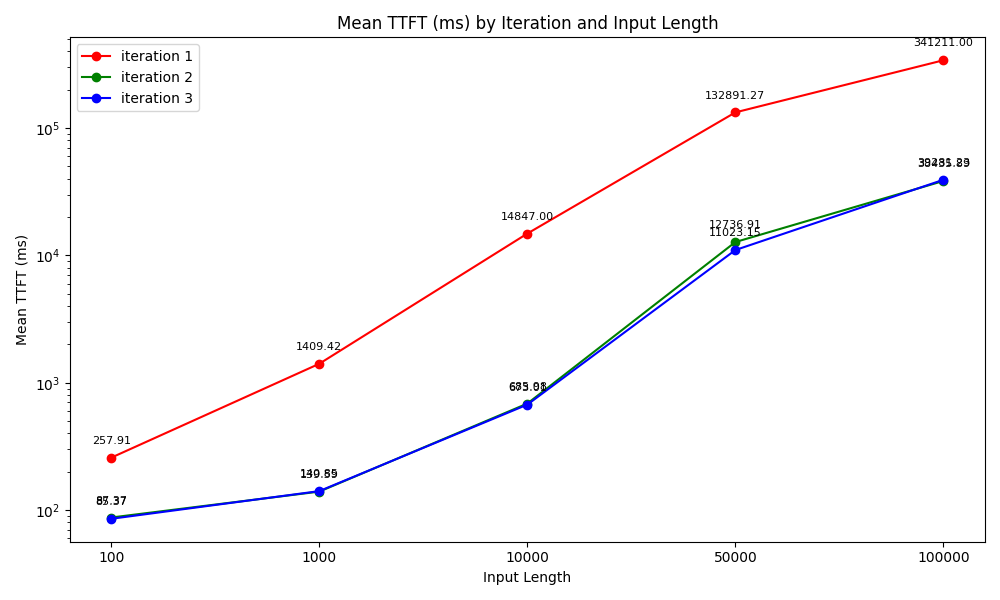 Mean TTFT (ms) by Iteration and Input Length
iteration 1
iteration 2
iteration 3
Mean TTFT (ms)
10^5
10^4
10^3
10^2
341211.00
132891.27
14847.00
12736.91
11023.15
1409.42
257.91
100
1000
10000
50000
100000
Input Length